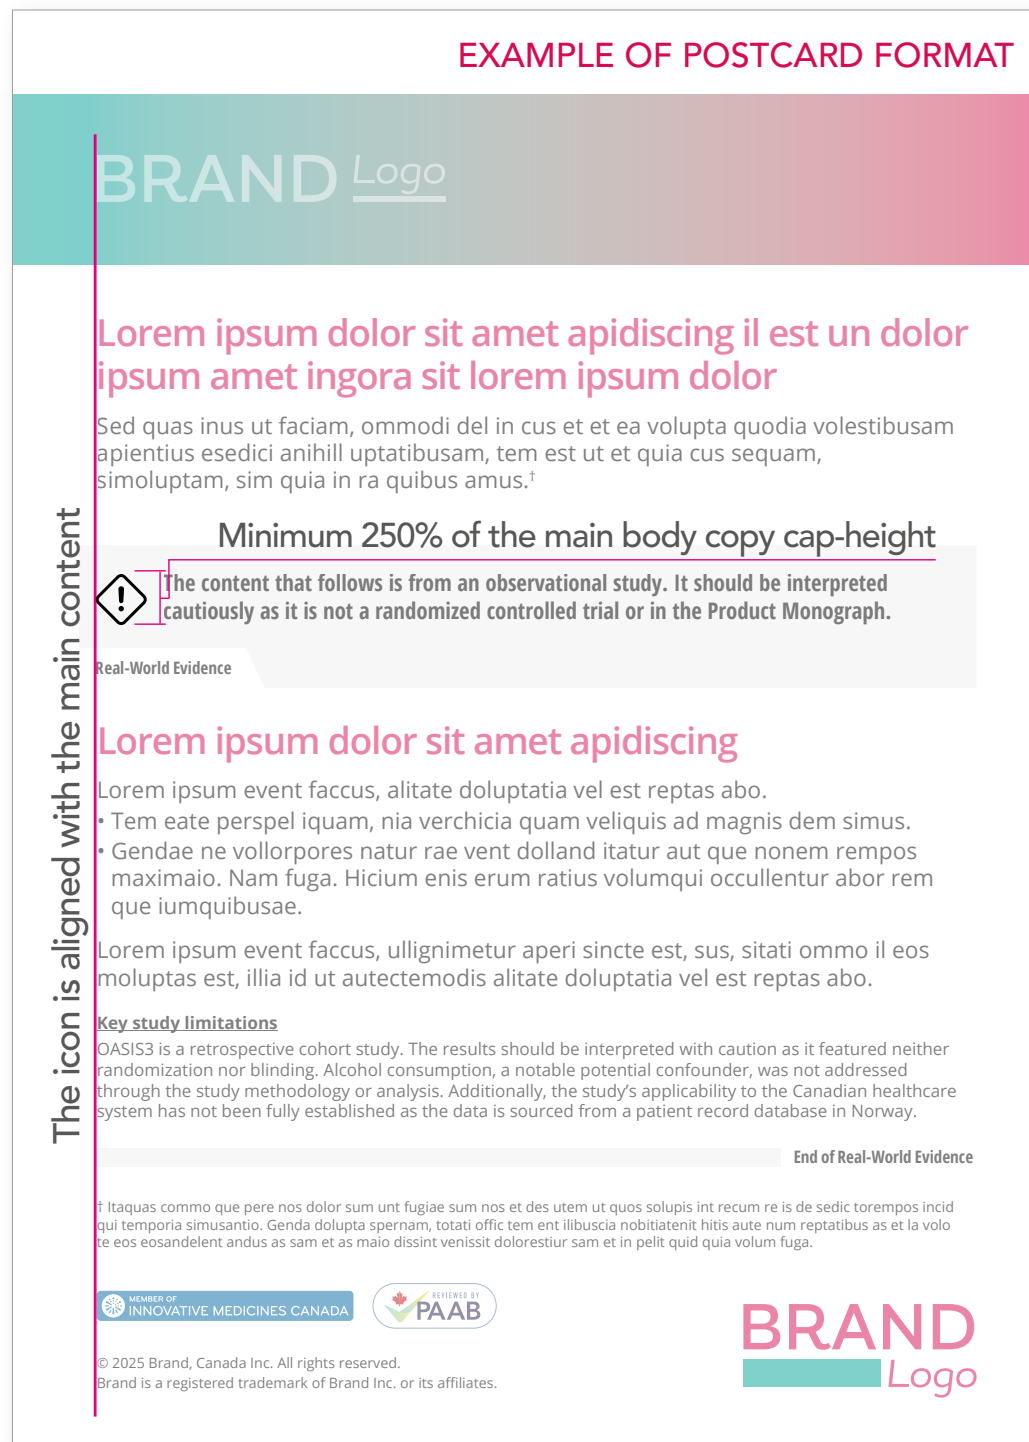 EXAMPLE OF POSTCARD FORMAT
BRAND Logo
Lorem ipsum dolor sit amet apidiscing il est un dolor
ipsum amet ingora sit lorem ipsum dolor
Sed quas inus ut faciam, ommodi del in cus et et ea volupta quodia volestibusam
apientius esedici anihill uptatibusam, tem est ut et quia cus sequam,
simoluptam, sim quia in ra quibus amus.†
Minimum 250% of the main body copy cap-height
The content that follows is from an observational study. It should be interpreted
cautiously as it is not a randomized controlled trial or in the Product Monograph.
Real-World Evidence
The icon is aligned with the main content
Lorem ipsum dolor sit amet apidiscing
Lorem ipsum event faccus, alitate doluptatia vel est reptas abo.
• Tem eate perspel iquam, nia verchicia quam veliquis ad magnis dem simus.
• Gendae ne vollorpores natur rae vent dolland itatur aut que nonem rempos
maximaio. Nam fuga. Hicium enis erum ratius volumqui occullentur abor rem
que iumquibusae.
Lorem ipsum event faccus, ullignimetur aperi sincte est, sus, sitati ommo il eos
moluptas est, illia id ut autectemodis alitate doluptatia vel est reptas abo.
Key study limitations
OASIS3 is a retrospective cohort study. The results should be interpreted with caution as it featured neither
randomization nor blinding. Alcohol consumption, a notable potential confounder, was not addressed
through the study methodology or analysis. Additionally, the study’s applicability to the Canadian healthcare
system has not been fully established as the data is sourced from a patient record database in Norway.
End of Real-World Evidence
† Itaquas commo que pere nos dolor sum unt fugiae sum nos et des utem ut quos solupis int recum re is de sedic torempos incid
qui temporia simusantio. Genda dolupta spernam, totati offic tem ent ilibuscia nobitiatenit hitis aute num reptatibus as et la volo
te eos eosandelent andus as sam et as maio dissint venissit dolorestiur sam et in pelit quid quia volum fuga.
MEMBER OF
INNOVATIVE MEDICINES CANADA
REVIEWED BY
PAAB
BRAND
Logo
© 2025 Brand, Canada Inc. All rights reserved.
Brand is a registered trademark of Brand Inc. or its affiliates.